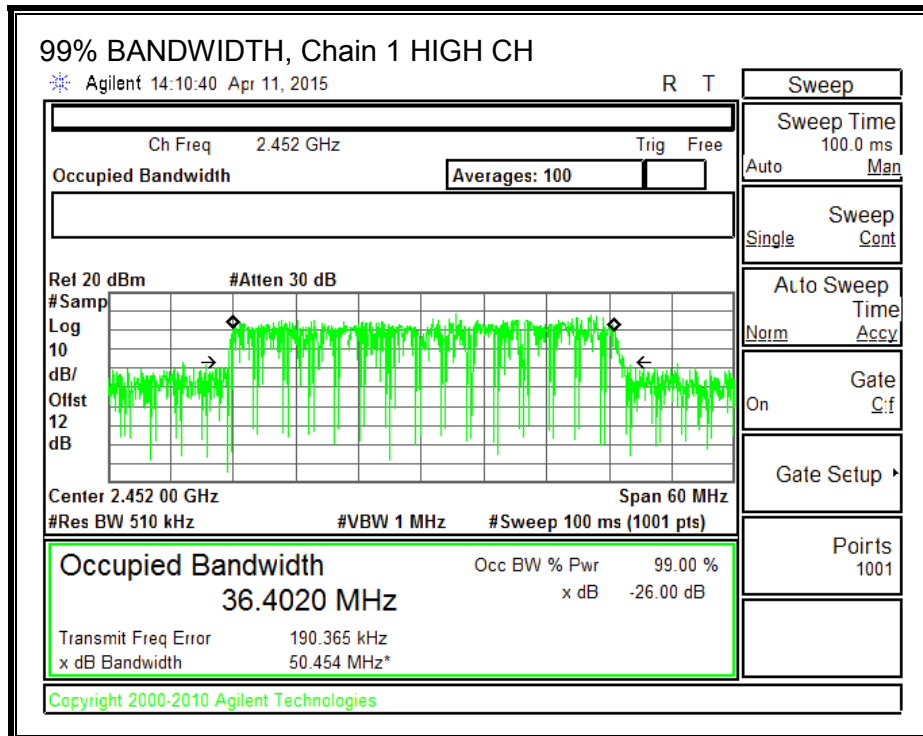 99% BANDWIDTH, Chain 1 HIGH CH
Agilent 14:10:40 Apr 11, 2015 R T
Ch Freq 2.452 GHz Trig Free
Occupied Bandwidth Averages: 100
Ref 20 dBm #Atten 30 dB
#Samp
Log
10
dB/
Offst
12
dB
Center 2.452 00 GHz Span 60 MHz
#Res BW 510 kHz #VBW 1 MHz #Sweep 100 ms (1001 pts)
Occupied Bandwidth
36.4020 MHz
Occ BW % Pwr 99.00 %
x dB -26.00 dB
Transmit Freq Error 190.365 kHz
x dB Bandwidth 50.454 MHz*
Copyright 2000-2010 Agilent Technologies
Sweep
Sweep Time
100.0 ms
Auto Man
Sweep
Single Cont
Auto Sweep
Time
Norm Accy
Gate
On Off
Gate Setup
Points
1001